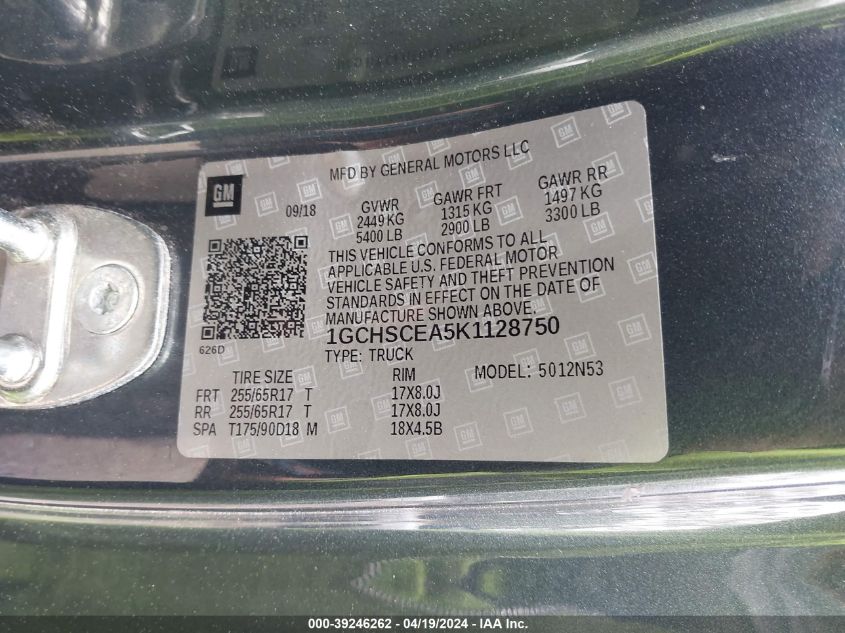 MFD BY GENERAL MOTORS LLC
GM
09/18
GVWR GAWR FRT GAWR RR
2449 KG 1315 KG 1497 KG
5400 LB 2900 LB 3300 LB
THIS VEHICLE CONFORMS TO ALL
APPLICABLE U.S. FEDERAL MOTOR
VEHICLE SAFETY AND THEFT PREVENTION
STANDARDS IN EFFECT ON THE DATE OF
MANUFACTURE SHOWN ABOVE.
1GCHSCEA5K1128750
626D
TYPE: TRUCK
TIRE SIZE RIM MODEL: 5012N53
FRT 255/65R17 T 17X8.0J
RR 255/65R17 T 17X8.0J
SPA T175/90D18 M 18X4.5B
000-39246262 - 04/19/2024 - IAA Inc.